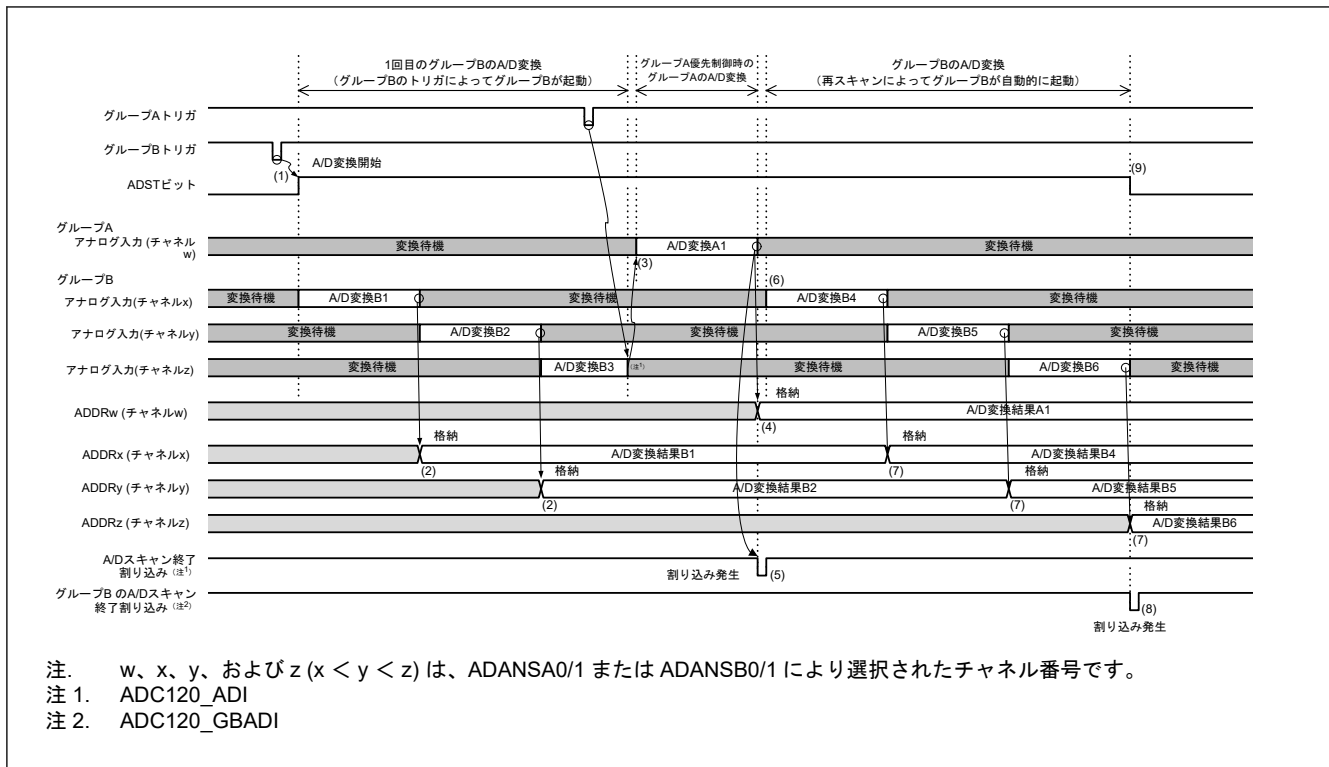 1回目のグループBのA/D変換
(グループBのトリガによってグループBが起動)
グループA優先制御時の
グループAのA/D変換
グループBのA/D変換
(再スキャンによってグループBが自動的に起動)
グループAトリガ
グループBトリガ
A/D変換開始
(1)
(9)
ADSTビット
グループA
アナログ入力 (チャネル
w)
変換待機
A/D変換A1
変換待機
(3)
グループB
(6)
アナログ入力(チャネルx)
変換待機
A/D変換B1
変換待機
A/D変換B4
変換待機
アナログ入力(チャネルy)
変換待機
A/D変換B2
変換待機
A/D変換B5
変換待機
アナログ入力(チャネルz)
変換待機
A/D変換B3
(注1)
変換待機
A/D変換B6
変換待機
格納
ADDRw (チャネルw)
A/D変換結果A1
(4)
格納
格納
ADDRx (チャネルx)
A/D変換結果B1
A/D変換結果B4
(2)
(7)
格納
格納
ADDRy (チャネルy)
A/D変換結果B2
A/D変換結果B5
(2)
(7)
格納
ADDRz (チャネルz)
A/D変換結果B6
(7)
A/Dスキャン終了
割り込み (注1)
割り込み発生
(5)
グループB のA/Dスキャン
終了割り込み (注2)
(8)
割り込み発生
注. w、x、y、および z (x < y < z) は、ADANSA0/1 または ADANSB0/1 により選択されたチャネル番号です。
注 1. ADC120_ADI
注 2. ADC120_GBADI